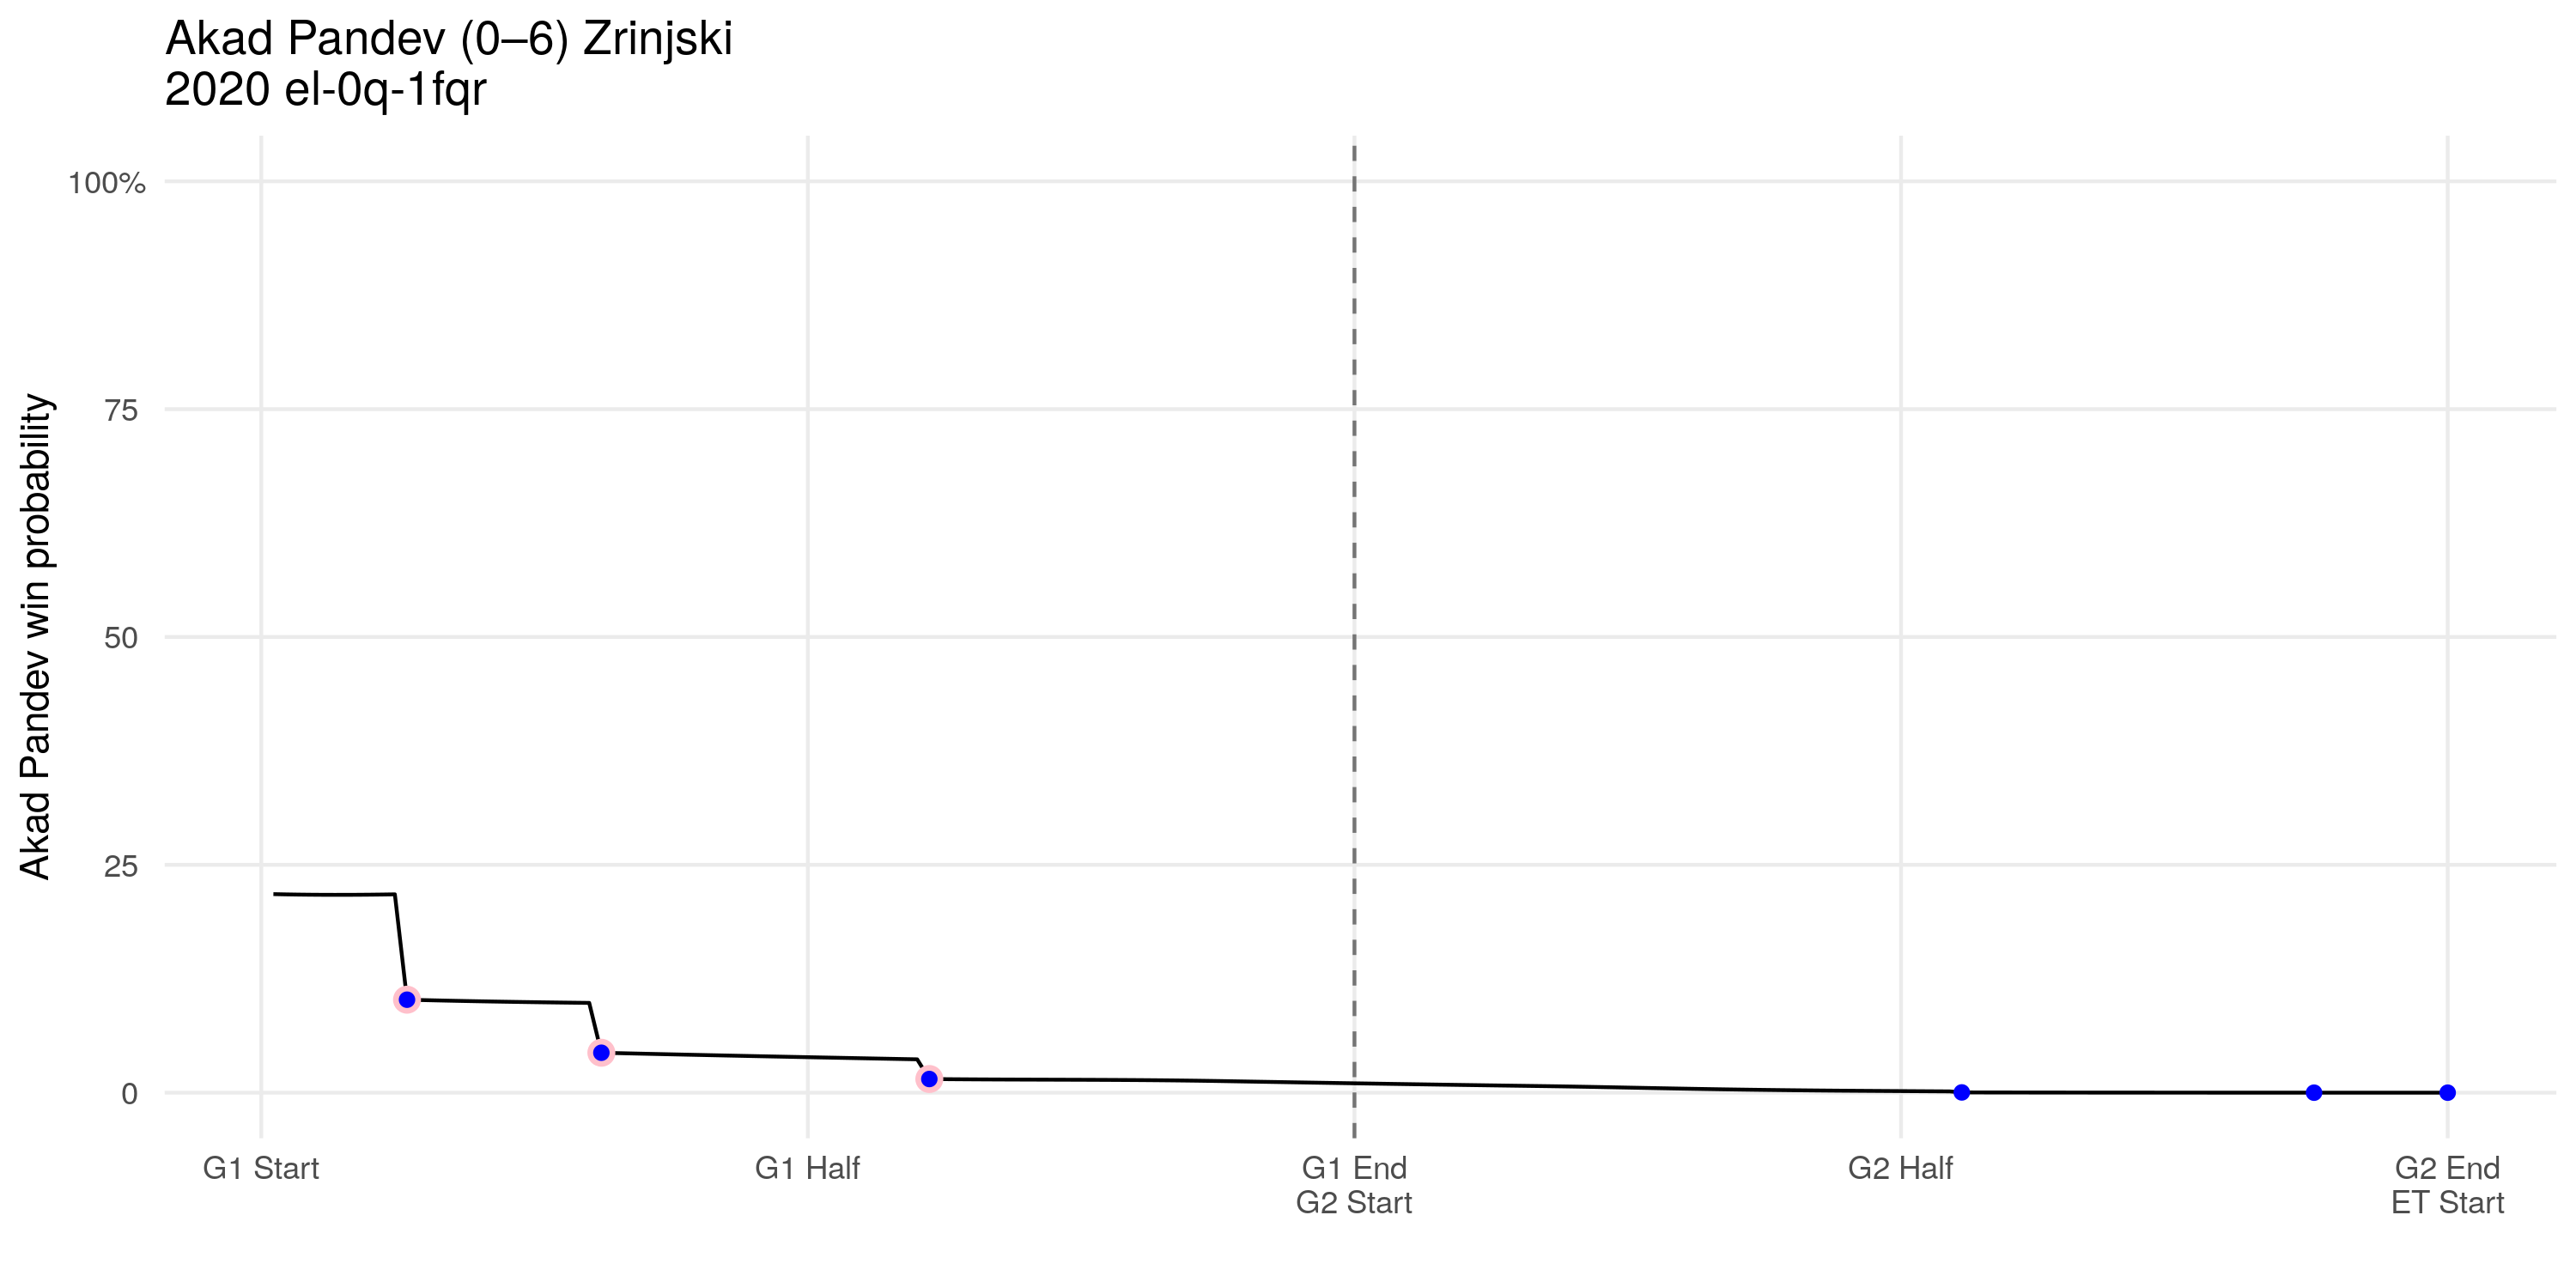 Akad Pandev (0–6) Zrinjski
2020 el-0q-1fqr
Akad Pandev win probability
100%
75
50
25
0
G1 Start
G1 Half
G1 End
G2 Start
G2 Half
G2 End
ET Start